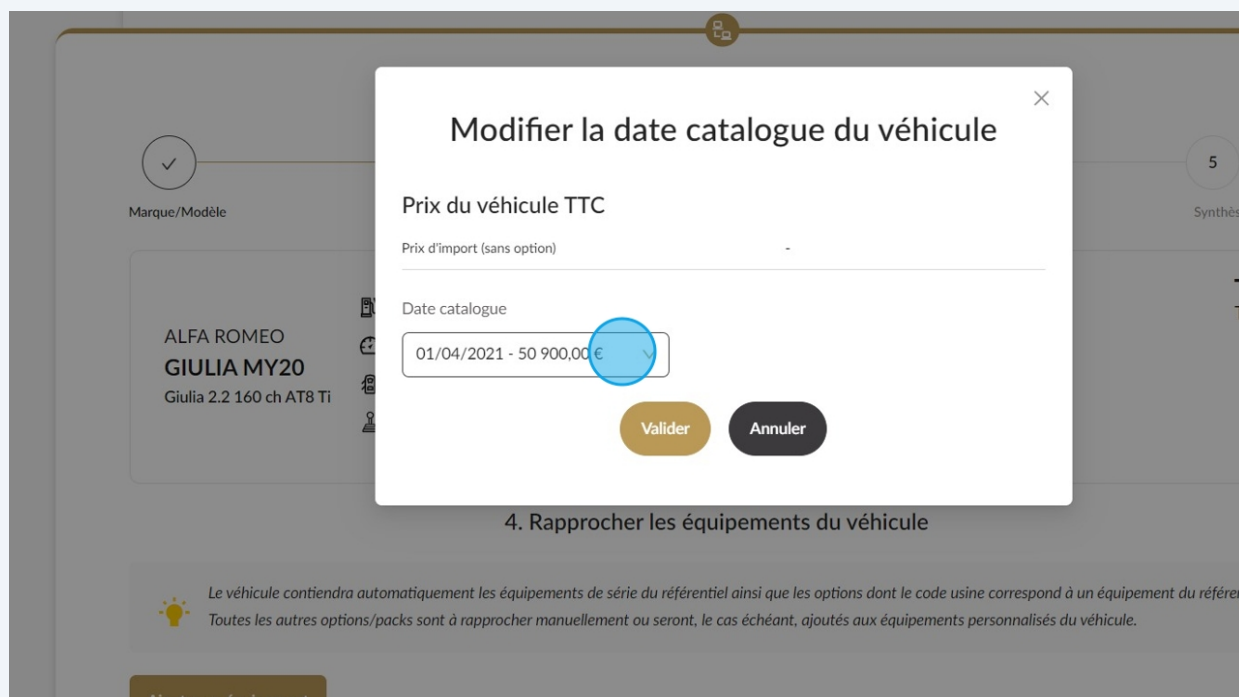 Modifier la date catalogue du véhicule
Prix du véhicule TTC
Prix d'import (sans option) -
Date catalogue
01/04/2021 - 50 900,00 €
Valider Annuler
5
Marque/Modèle
ALFA ROMEO
GIULIA MY20
Giulia 2.2 160 ch AT8 Ti
4. Rapprocher les équipements du véhicule
Le véhicule contiendra automatiquement les équipements de série du référentiel ainsi que les options dont le code usine correspond à un équipement du
Toutes les autres options/packs sont à rapprocher manuellement ou seront, le cas échéant, ajoutés aux équipements personnalisés du véhicule.